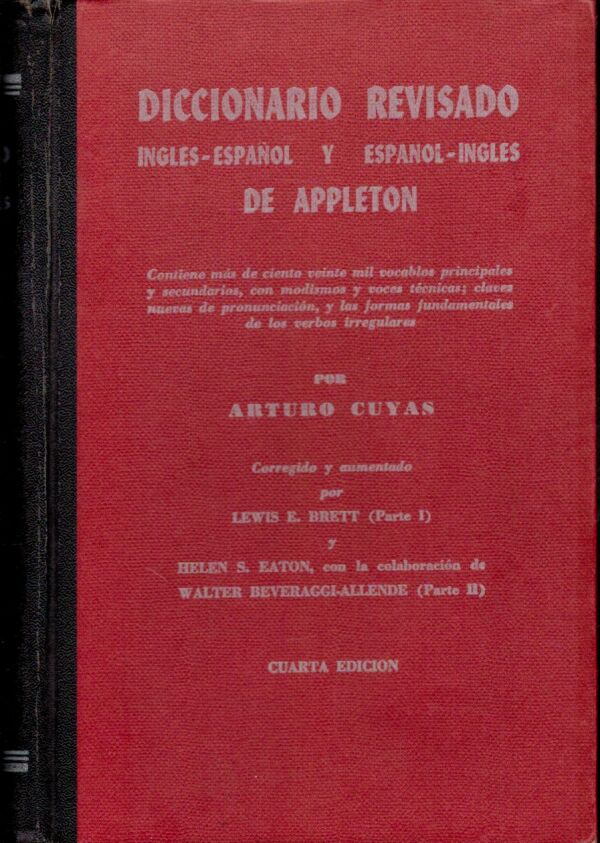 DICCIONARIO REVISADO
INGLES-ESPAÑOL Y ESPAÑOL-INGLES
DE APPLETON
Contiene más de ciento veinte mil vocablos principales
y secundarios, con modismos y voces técnicas; claves
nuevas de pronunciación, y las formas fundamentales
de los verbos irregulares
POR
ARTURO CUYAS
Corregido y aumentado
por
LEWIS E. BRETT (Parte I)
y
HELEN S. EATON, con la colaboración de
WALTER BEVERAGGI-ALLENDE (Parte II)
CUARTA EDICION